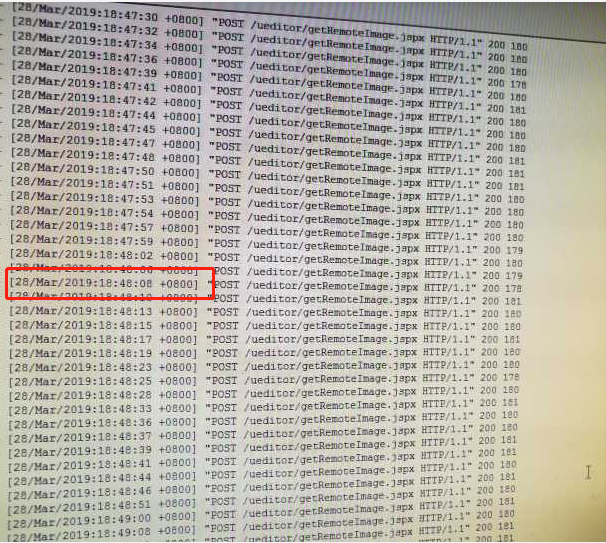 [28/Mar/2019:18:47:30 +0800] "POST /ueditor/getRemoteImage.jspx HTTP/1.1" 200 180
[28/Mar/2019:18:47:32 +0800] "POST /ueditor/getRemoteImage.jspx HTTP/1.1" 200 180
[28/Mar/2019:18:47:34 +0800] "POST /ueditor/getRemoteImage.jspx HTTP/1.1" 200 180
[28/Mar/2019:18:47:36 +0800] "POST /ueditor/getRemoteImage.jspx HTTP/1.1" 200 178
[28/Mar/2019:18:47:39 +0800] "POST /ueditor/getRemoteImage.jspx HTTP/1.1" 200 180
[28/Mar/2019:18:47:41 +0800] "POST /ueditor/getRemoteImage.jspx HTTP/1.1" 200 181
[28/Mar/2019:18:47:42 +0800] "POST /ueditor/getRemoteImage.jspx HTTP/1.1" 200 180
[28/Mar/2019:18:47:44 +0800] "POST /ueditor/getRemoteImage.jspx HTTP/1.1" 200 180
[28/Mar/2019:18:47:45 +0800] "POST /ueditor/getRemoteImage.jspx HTTP/1.1" 200 180
[28/Mar/2019:18:47:47 +0800] "POST /ueditor/getRemoteImage.jspx HTTP/1.1" 200 181
[28/Mar/2019:18:47:48 +0800] "POST /ueditor/getRemoteImage.jspx HTTP/1.1" 200 181
[28/Mar/2019:18:47:50 +0800] "POST /ueditor/getRemoteImage.jspx HTTP/1.1" 200 181
[28/Mar/2019:18:47:51 +0800] "POST /ueditor/getRemoteImage.jspx HTTP/1.1" 200 181
[28/Mar/2019:18:47:53 +0800] "POST /ueditor/getRemoteImage.jspx HTTP/1.1" 200 180
[28/Mar/2019:18:47:54 +0800] "POST /ueditor/getRemoteImage.jspx HTTP/1.1" 200 180
[28/Mar/2019:18:47:57 +0800] "POST /ueditor/getRemoteImage.jspx HTTP/1.1" 200 180
[28/Mar/2019:18:47:59 +0800] "POST /ueditor/getRemoteImage.jspx HTTP/1.1" 200 179
[28/Mar/2019:18:48:02 +0800] "POST /ueditor/getRemoteImage.jspx HTTP/1.1" 200 180
[28/Mar/2019:18:48: +0800] "POST /ueditor/getRemoteImage.jspx HTTP/1.1" 200 179
[28/Mar/2019:18:48:08 +0800] "POST /ueditor/getRemoteImage.jspx HTTP/1.1" 200 178
[28/Mar/2019:18:48:10 +0800] "POST /ueditor/getRemoteImage.jspx HTTP/1.1" 200 181
[28/Mar/2019:18:48:13 +0800] "POST /ueditor/getRemoteImage.jspx HTTP/1.1" 200 180
[28/Mar/2019:18:48:15 +0800] "POST /ueditor/getRemoteImage.jspx HTTP/1.1" 200 180
[28/Mar/2019:18:48:17 +0800] "POST /ueditor/getRemoteImage.jspx HTTP/1.1" 200 181
[28/Mar/2019:18:48:19 +0800] "POST /ueditor/getRemoteImage.jspx HTTP/1.1" 200 180
[28/Mar/2019:18:48:23 +0800] "POST /ueditor/getRemoteImage.jspx HTTP/1.1" 200 180
[28/Mar/2019:18:48:25 +0800] "POST /ueditor/getRemoteImage.jspx HTTP/1.1" 200 178
[28/Mar/2019:18:48:28 +0800] "POST /ueditor/getRemoteImage.jspx HTTP/1.1" 200 181
[28/Mar/2019:18:48:33 +0800] "POST /ueditor/getRemoteImage.jspx HTTP/1.1" 200 181
[28/Mar/2019:18:48:36 +0800] "POST /ueditor/getRemoteImage.jspx HTTP/1.1" 200 180
[28/Mar/2019:18:48:37 +0800] "POST /ueditor/getRemoteImage.jspx HTTP/1.1" 200 180
[28/Mar/2019:18:48:39 +0800] "POST /ueditor/getRemoteImage.jspx HTTP/1.1" 200 181
[28/Mar/2019:18:48:41 +0800] "POST /ueditor/getRemoteImage.jspx HTTP/1.1" 200 181
[28/Mar/2019:18:48:44 +0800] "POST /ueditor/getRemoteImage.jspx HTTP/1.1" 200 180
[28/Mar/2019:18:48:46 +0800] "POST /ueditor/getRemoteImage.jspx HTTP/1.1" 200 181
[28/Mar/2019:18:48:51 +0800] "POST /ueditor/getRemoteImage.jspx HTTP/1.1" 200 180
[28/Mar/2019:18:49:00 +0800] "POST /ueditor/getRemoteImage.jspx HTTP/1.1" 200 181
[28/Mar/2019:18:49:08 +0800] "POST /ueditor/getRemoteImage.jspx HTTP/1.1" 200 181